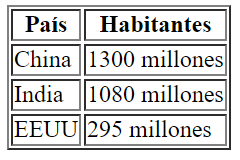 País Habitantes
China 1300 millones
India 1080 millones
EEUU 295 millones